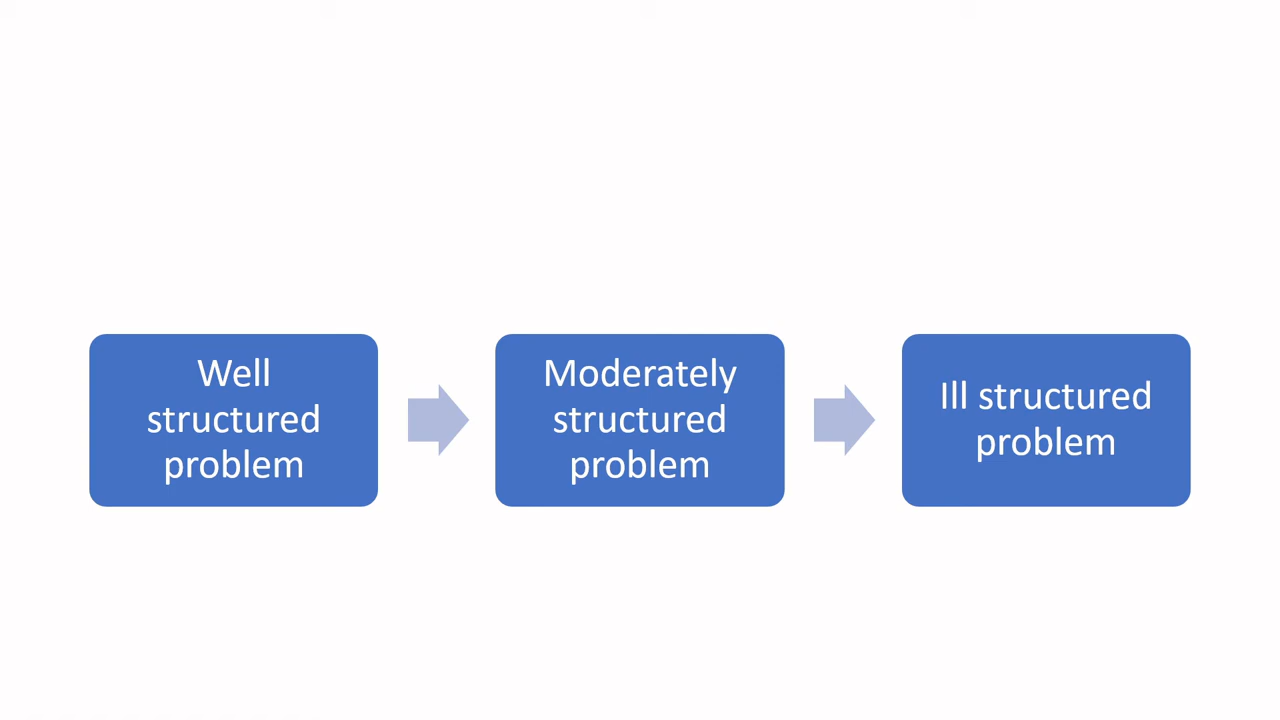 Well
structured
problem
Moderately
structured
problem
Ill structured
problem